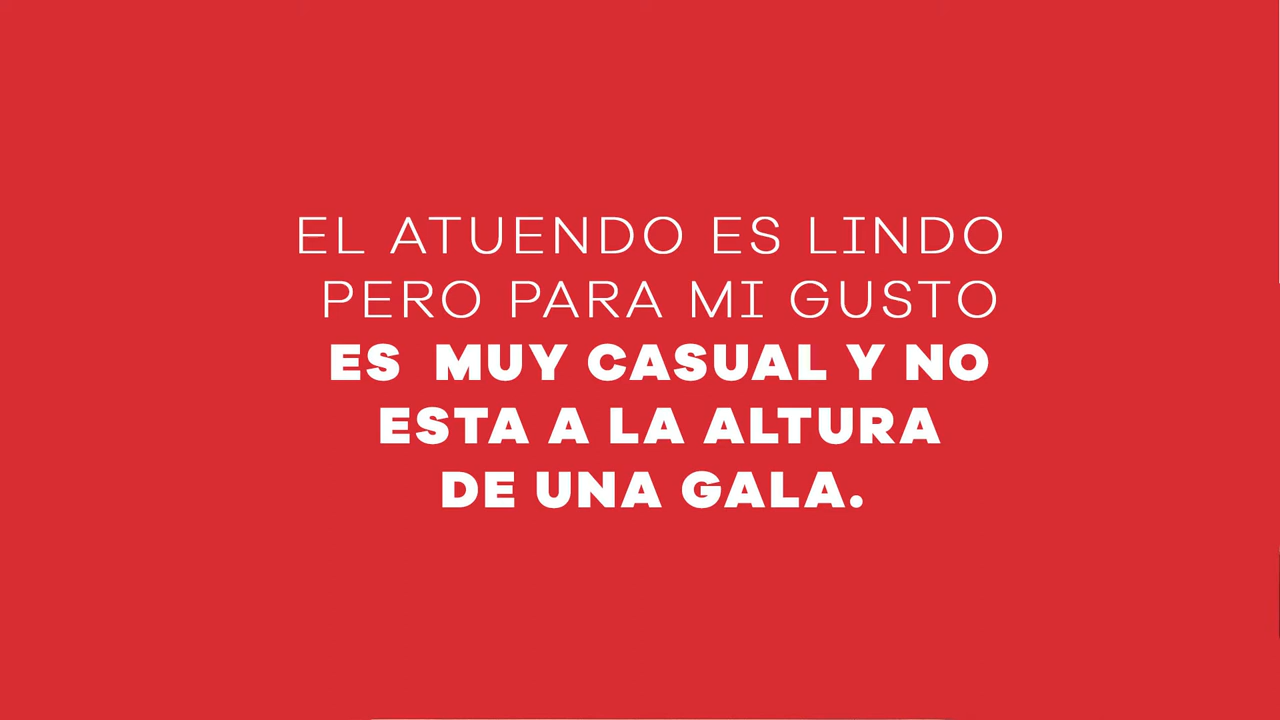 EL ATUENDO ES LINDO
PERO PARA MI GUSTO
ES  MUY CASUAL Y NO
ESTA A LA ALTURA
DE UNA GALA.